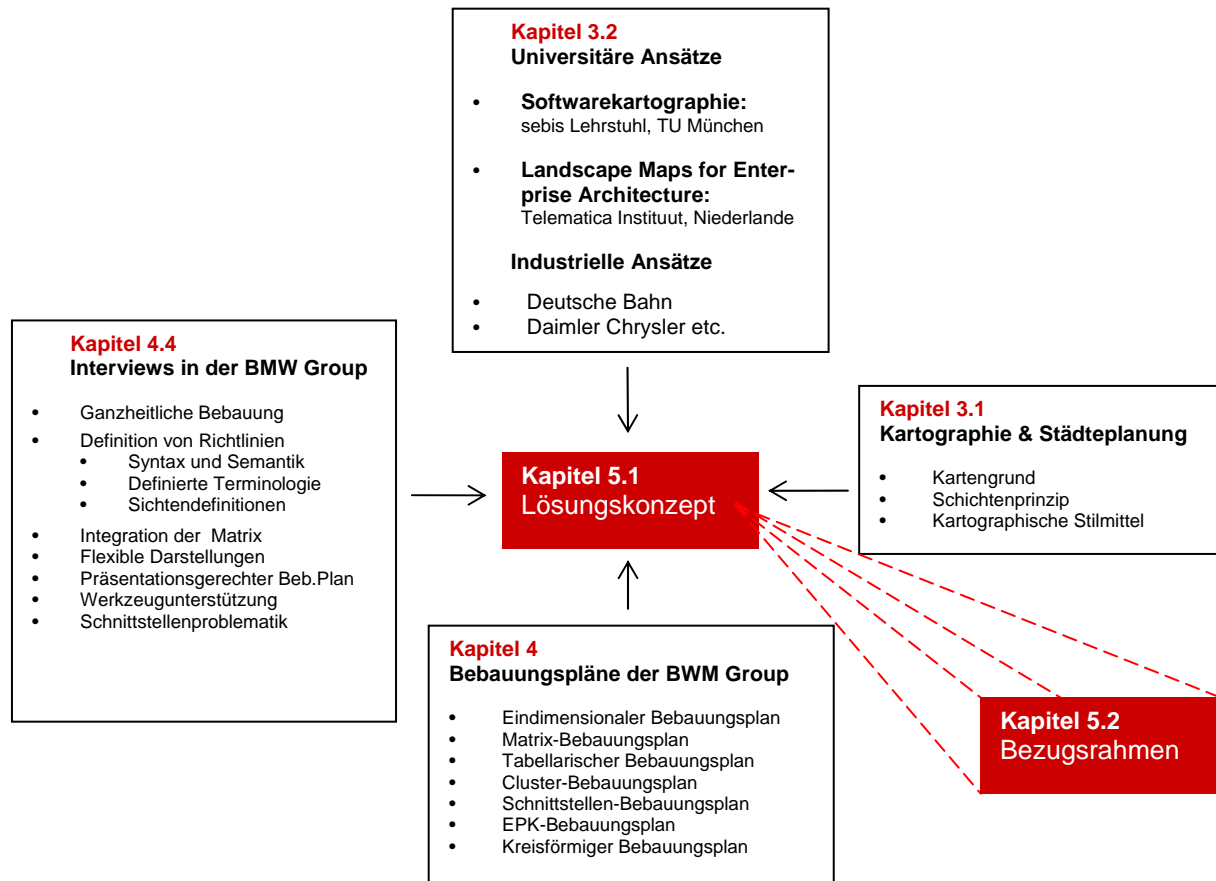 Kapitel 3.2
Universitäre Ansätze
• Softwarekartographie:
sebis Lehrstuhl, TU München
• Landscape Maps for Enter-
prise Architecture:
Telematica Instituut, Niederlande
Industrielle Ansätze
• Deutsche Bahn
• Daimler Chrysler etc.
Kapitel 4.4
Interviews in der BMW Group
• Ganzheitliche Bebauung
• Definition von Richtlinien
• Syntax und Semantik
• Definierte Terminologie
• Sichtendefinitionen
• Integration der Matrix
• Flexible Darstellungen
• Präsentationsgerechter Beb.Plan
• Werkzeugunterstützung
• Schnittstellenproblematik
Kapitel 5.1
Lösungskonzept
Kapitel 3.1
Kartographie & Städteplanung
• Kartengrund
• Schichtenprinzip
• Kartographische Stilmittel
Kapitel 4
Bebauungspläne der BWM Group
• Eindimensionaler Bebauungsplan
• Matrix-Bebauungsplan
• Tabellarischer Bebauungsplan
• Cluster-Bebauungsplan
• Schnittstellen-Bebauungsplan
• EPK-Bebauungsplan
• Kreisförmiger Bebauungsplan
Kapitel 5.2
Bezugsrahmen